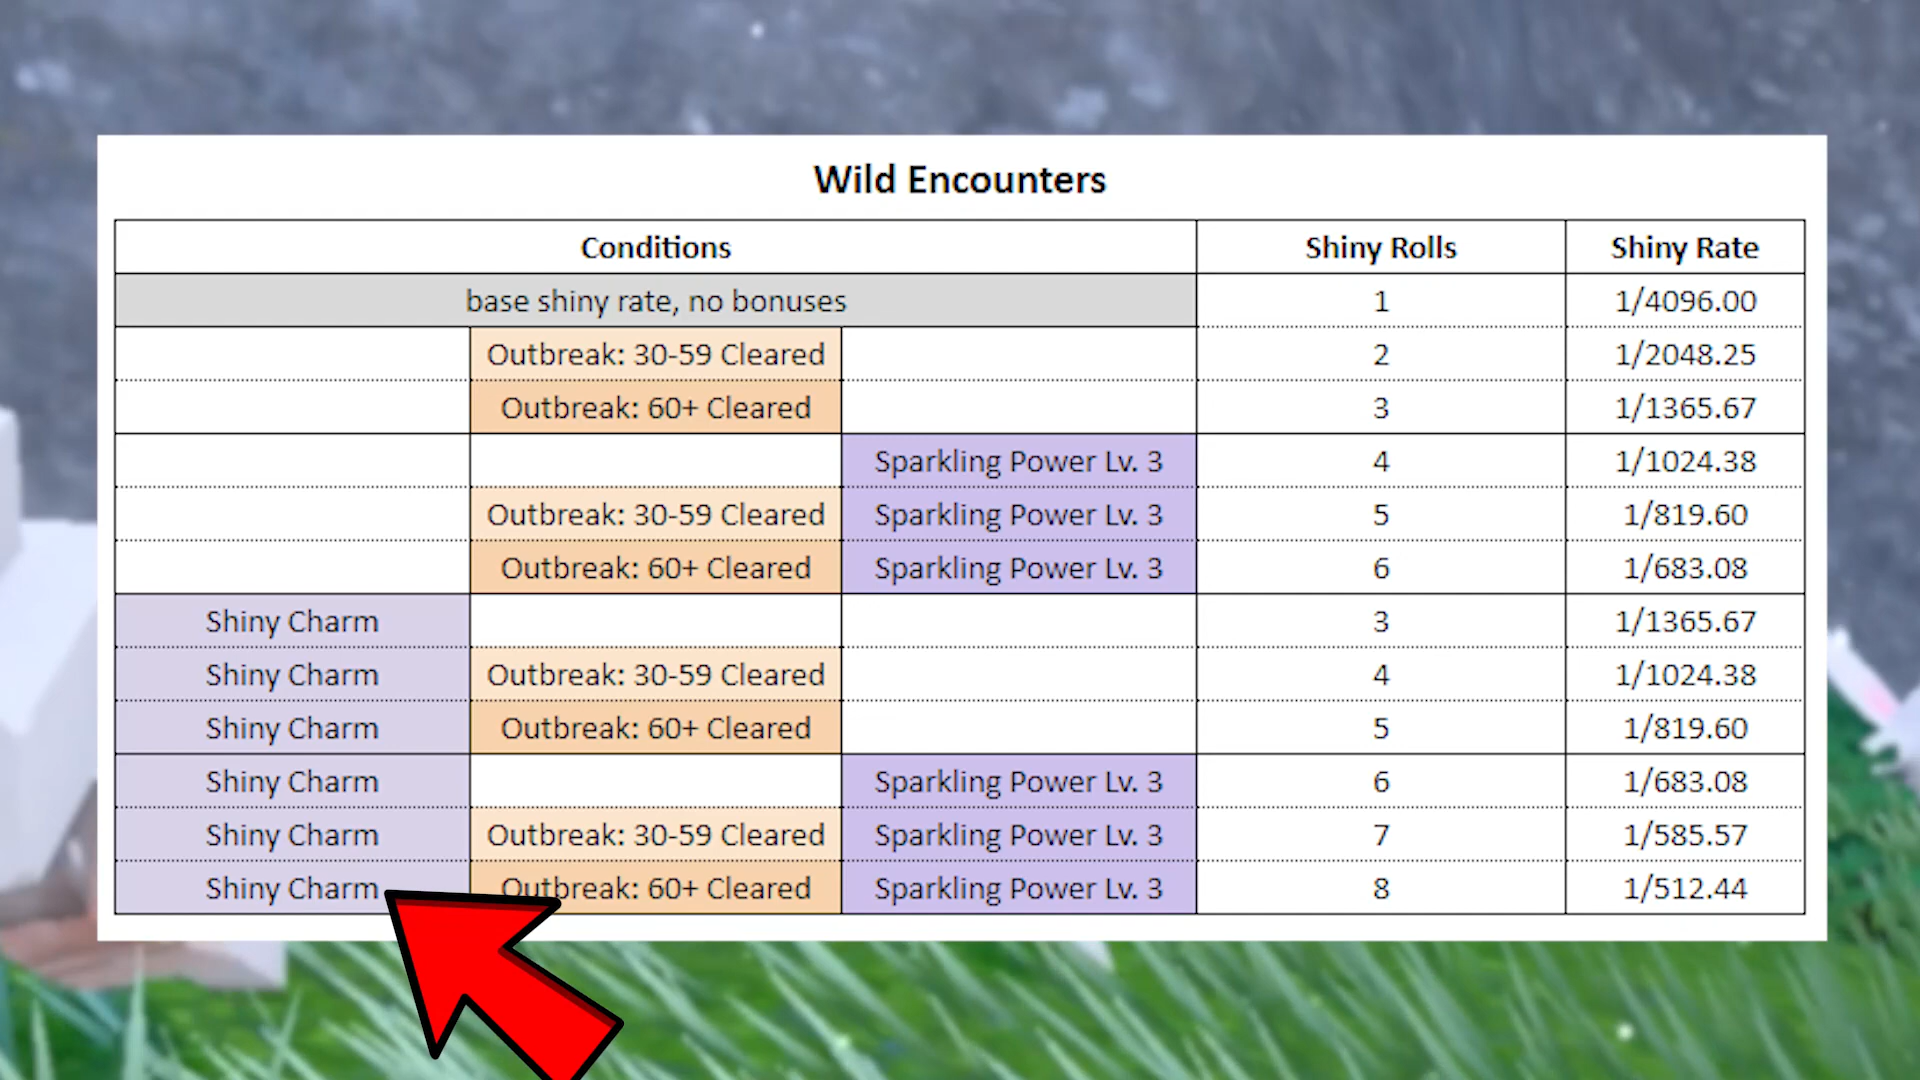 Wild Encounters
Conditions Shiny Rolls Shiny Rate
base shiny rate, no bonuses 1 1/4096.00
Outbreak: 30-59 Cleared 2 1/2048.25
Outbreak: 60+ Cleared 3 1/1365.67
Sparkling Power Lv. 3 4 1/1024.38
Outbreak: 30-59 Cleared Sparkling Power Lv. 3 5 1/819.60
Outbreak: 60+ Cleared Sparkling Power Lv. 3 6 1/683.08
Shiny Charm 3 1/1365.67
Shiny Charm Outbreak: 30-59 Cleared 4 1/1024.38
Shiny Charm Outbreak: 60+ Cleared 5 1/819.60
Shiny Charm Sparkling Power Lv. 3 6 1/683.08
Shiny Charm Outbreak: 30-59 Cleared Sparkling Power Lv. 3 7 1/585.57
Shiny Charm Outbreak: 60+ Cleared Sparkling Power Lv. 3 8 1/512.44